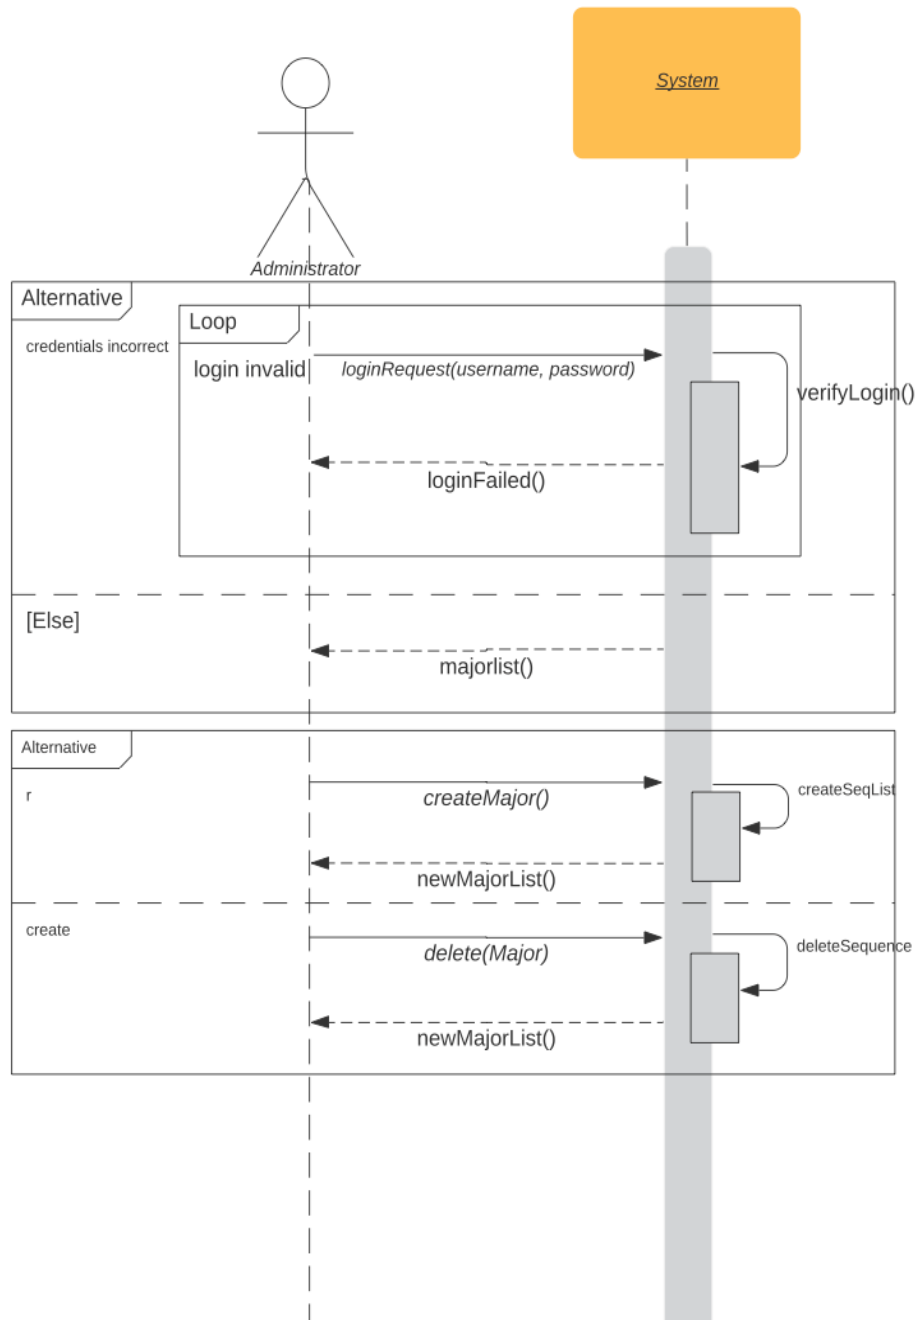 System
Administrator
Alternative
Loop
credentials incorrect
login invalid
loginRequest(username, password)
verifyLogin()
loginFailed()
[Else]
majorlist()
Alternative
r
createMajor()
createSeqList
newMajorList()
create
delete(Major)
deleteSequence
newMajorList()